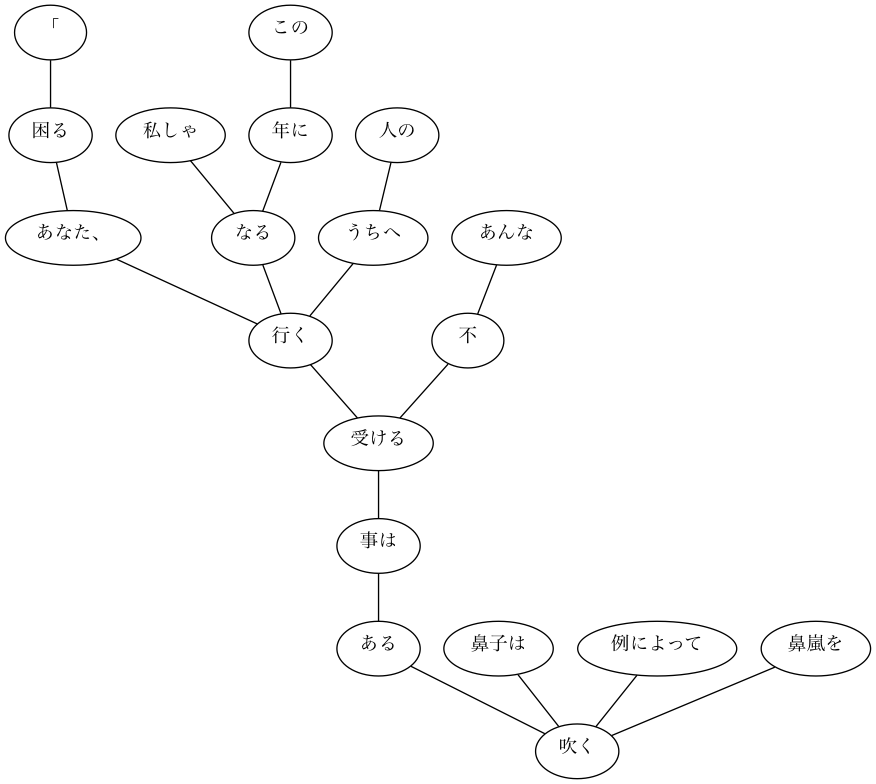 「
この
困る
私しゃ
年に
人の
あなた、
なる
うちへ
あんな
行く
不
受ける
事は
ある
鼻子は
例によって
鼻嵐を
吹く